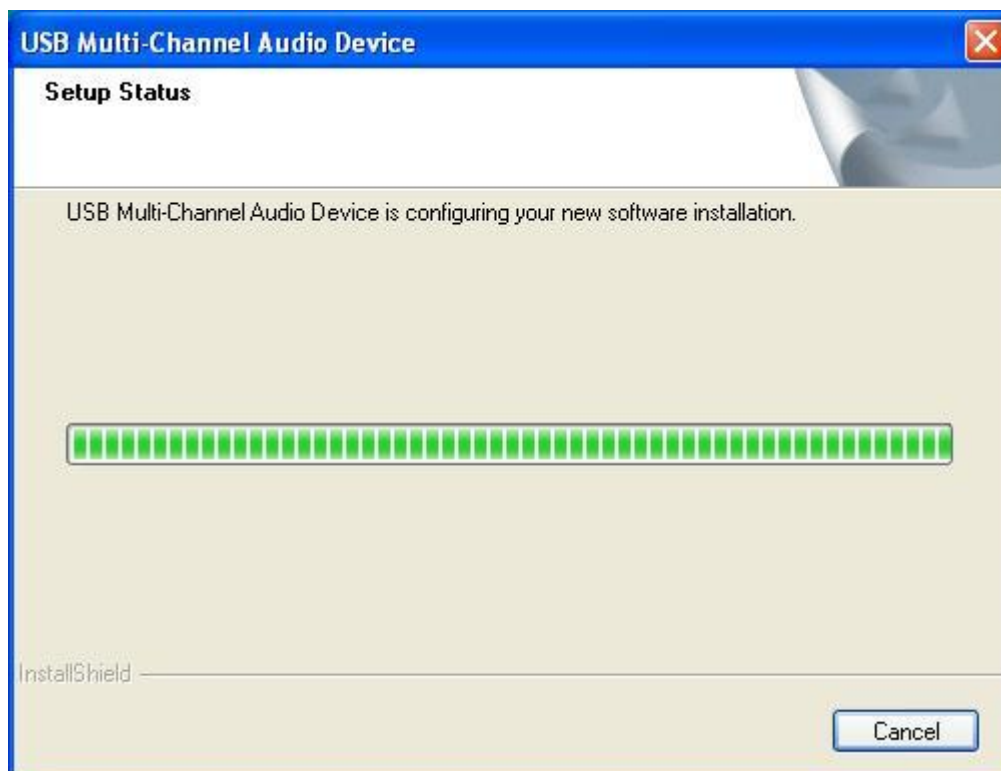 USB Multi-Channel Audio Device
Setup Status
USB Multi-Channel Audio Device is configuring your new software installation.
InstallShield
Cancel